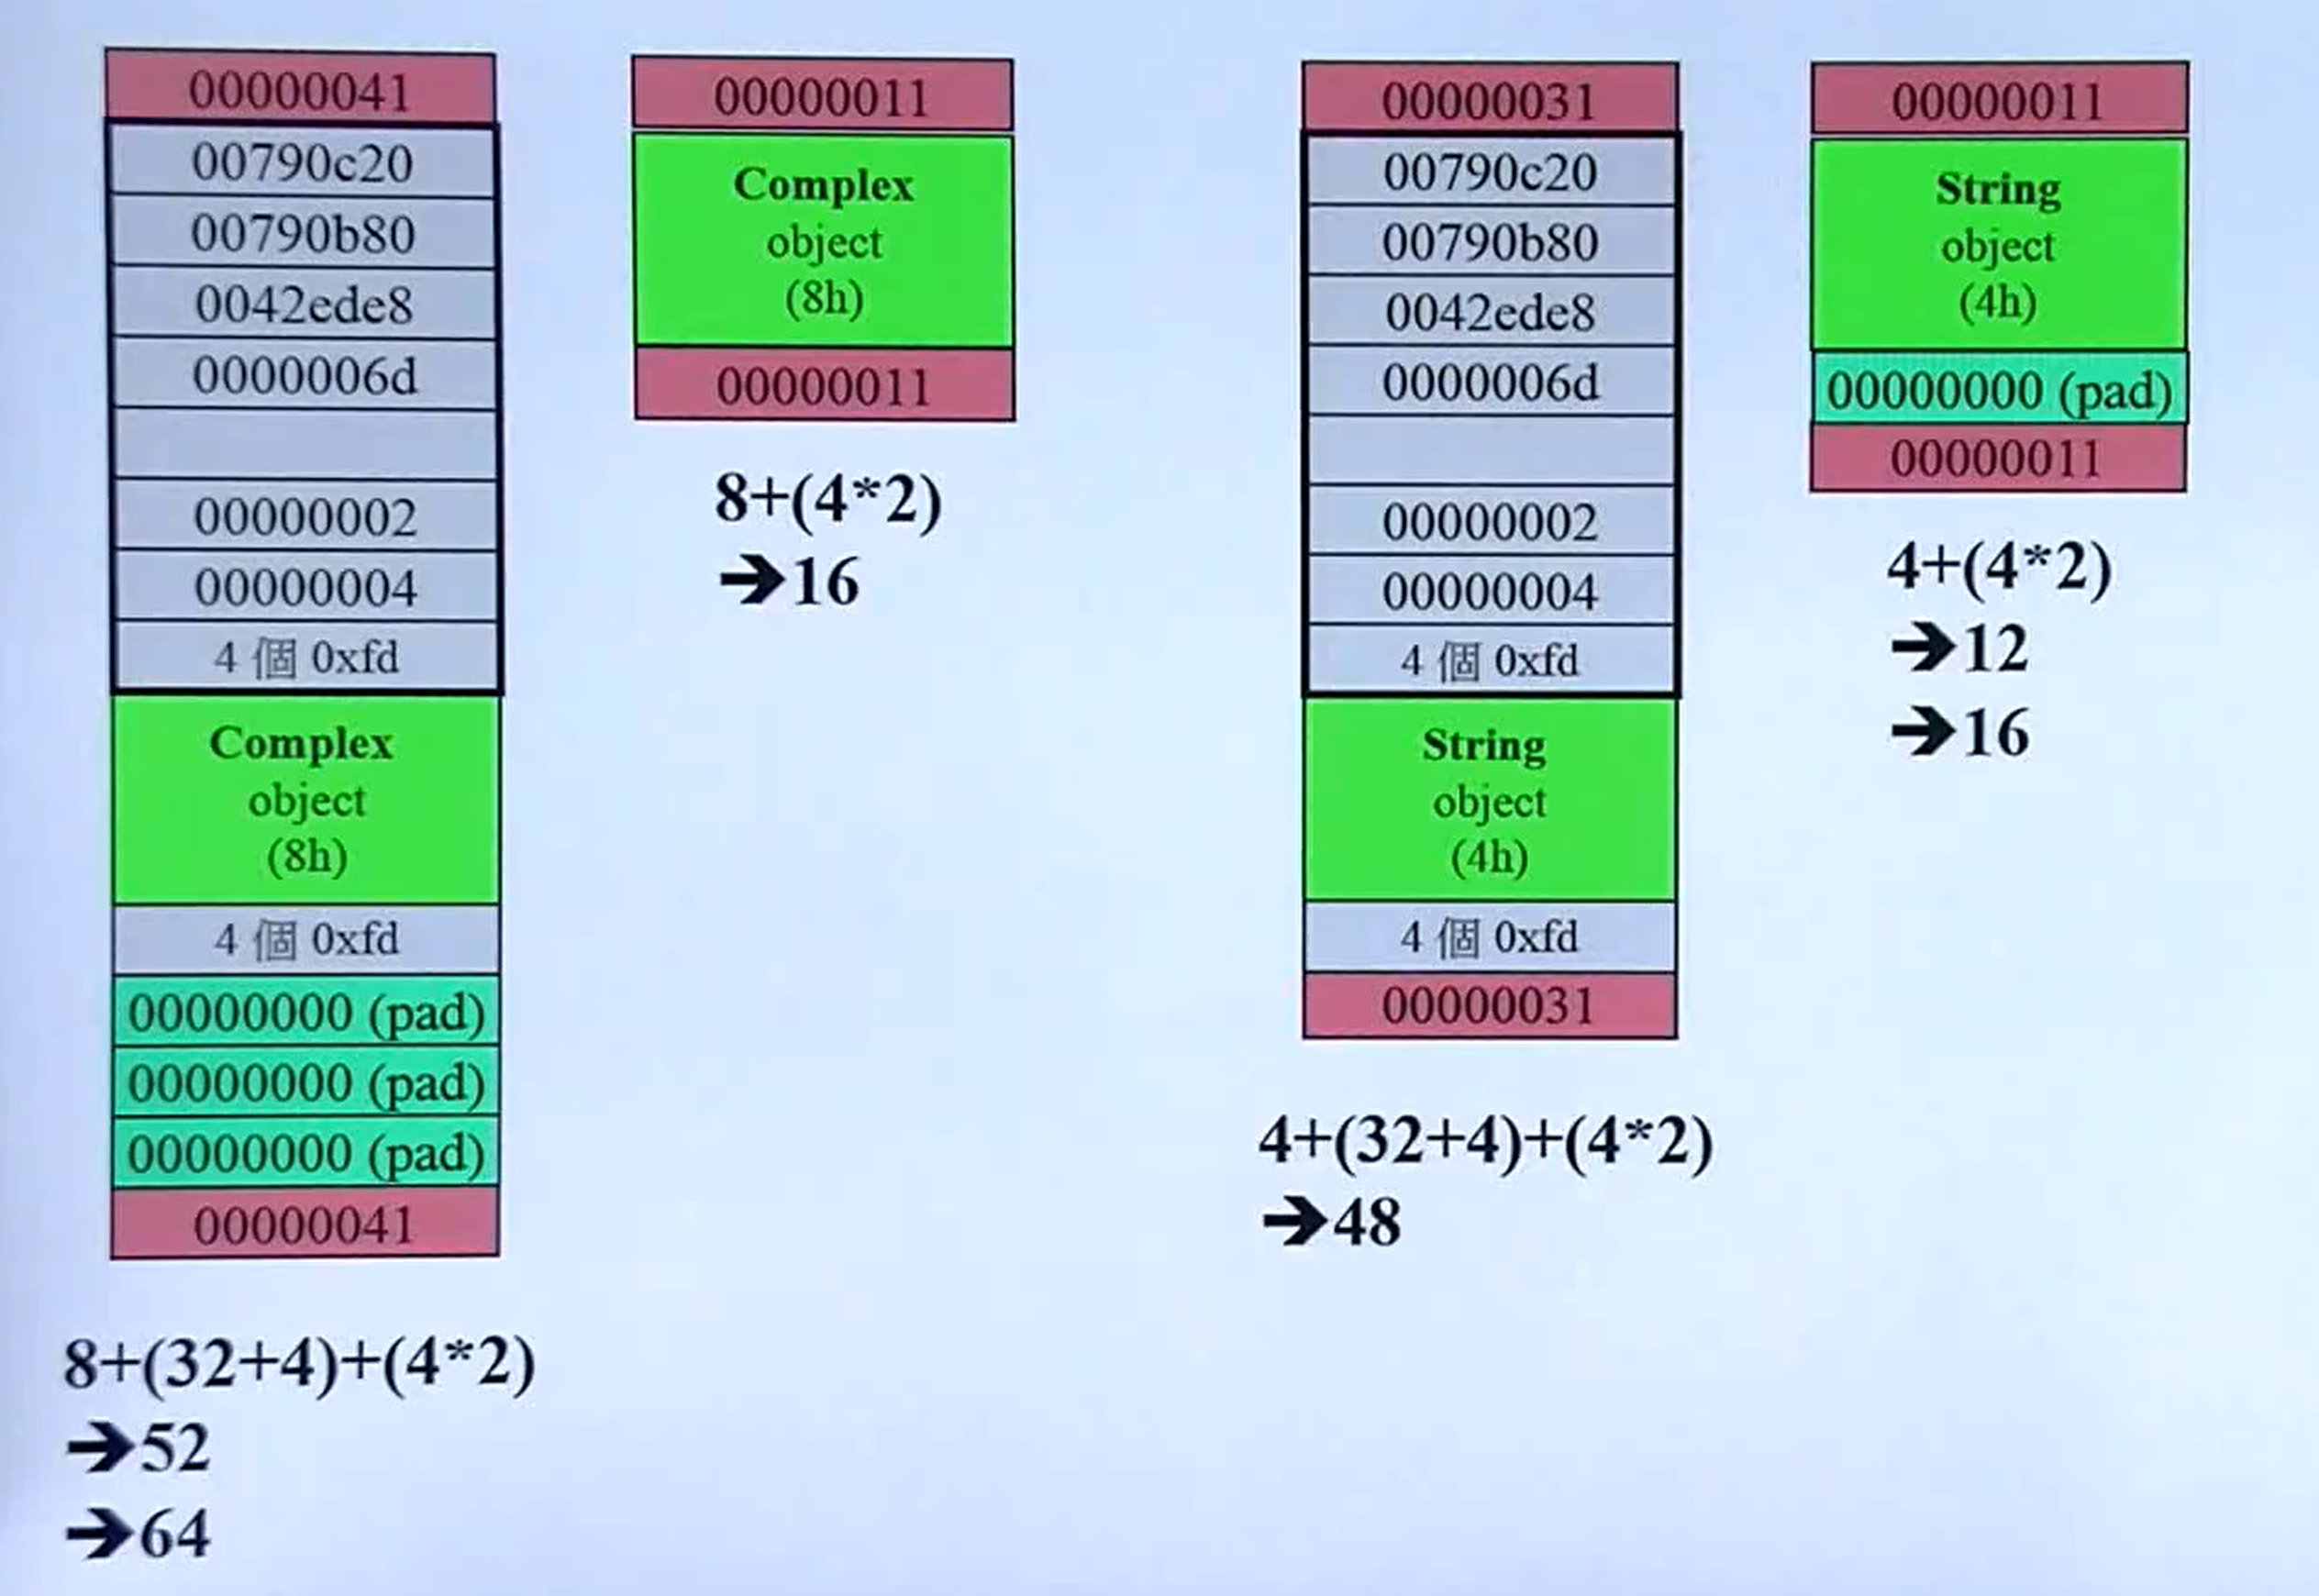 00000041
00790c20
00790b80
0042ede8
0000006d
00000002
00000004
4 個 0xfd
Complex
object
(8h)
4 個 0xfd
00000000 (pad)
00000000 (pad)
00000000 (pad)
00000041
8+(32+4)+(4*2)
➔52
➔64
00000011
Complex
object
(8h)
00000011
8+(4*2)
➔16
00000031
00790c20
00790b80
0042ede8
0000006d
00000002
00000004
4 個 0xfd
String
object
(4h)
4 個 0xfd
00000031
4+(32+4)+(4*2)
➔48
00000011
String
object
(4h)
00000000 (pad)
00000011
4+(4*2)
➔12
➔16